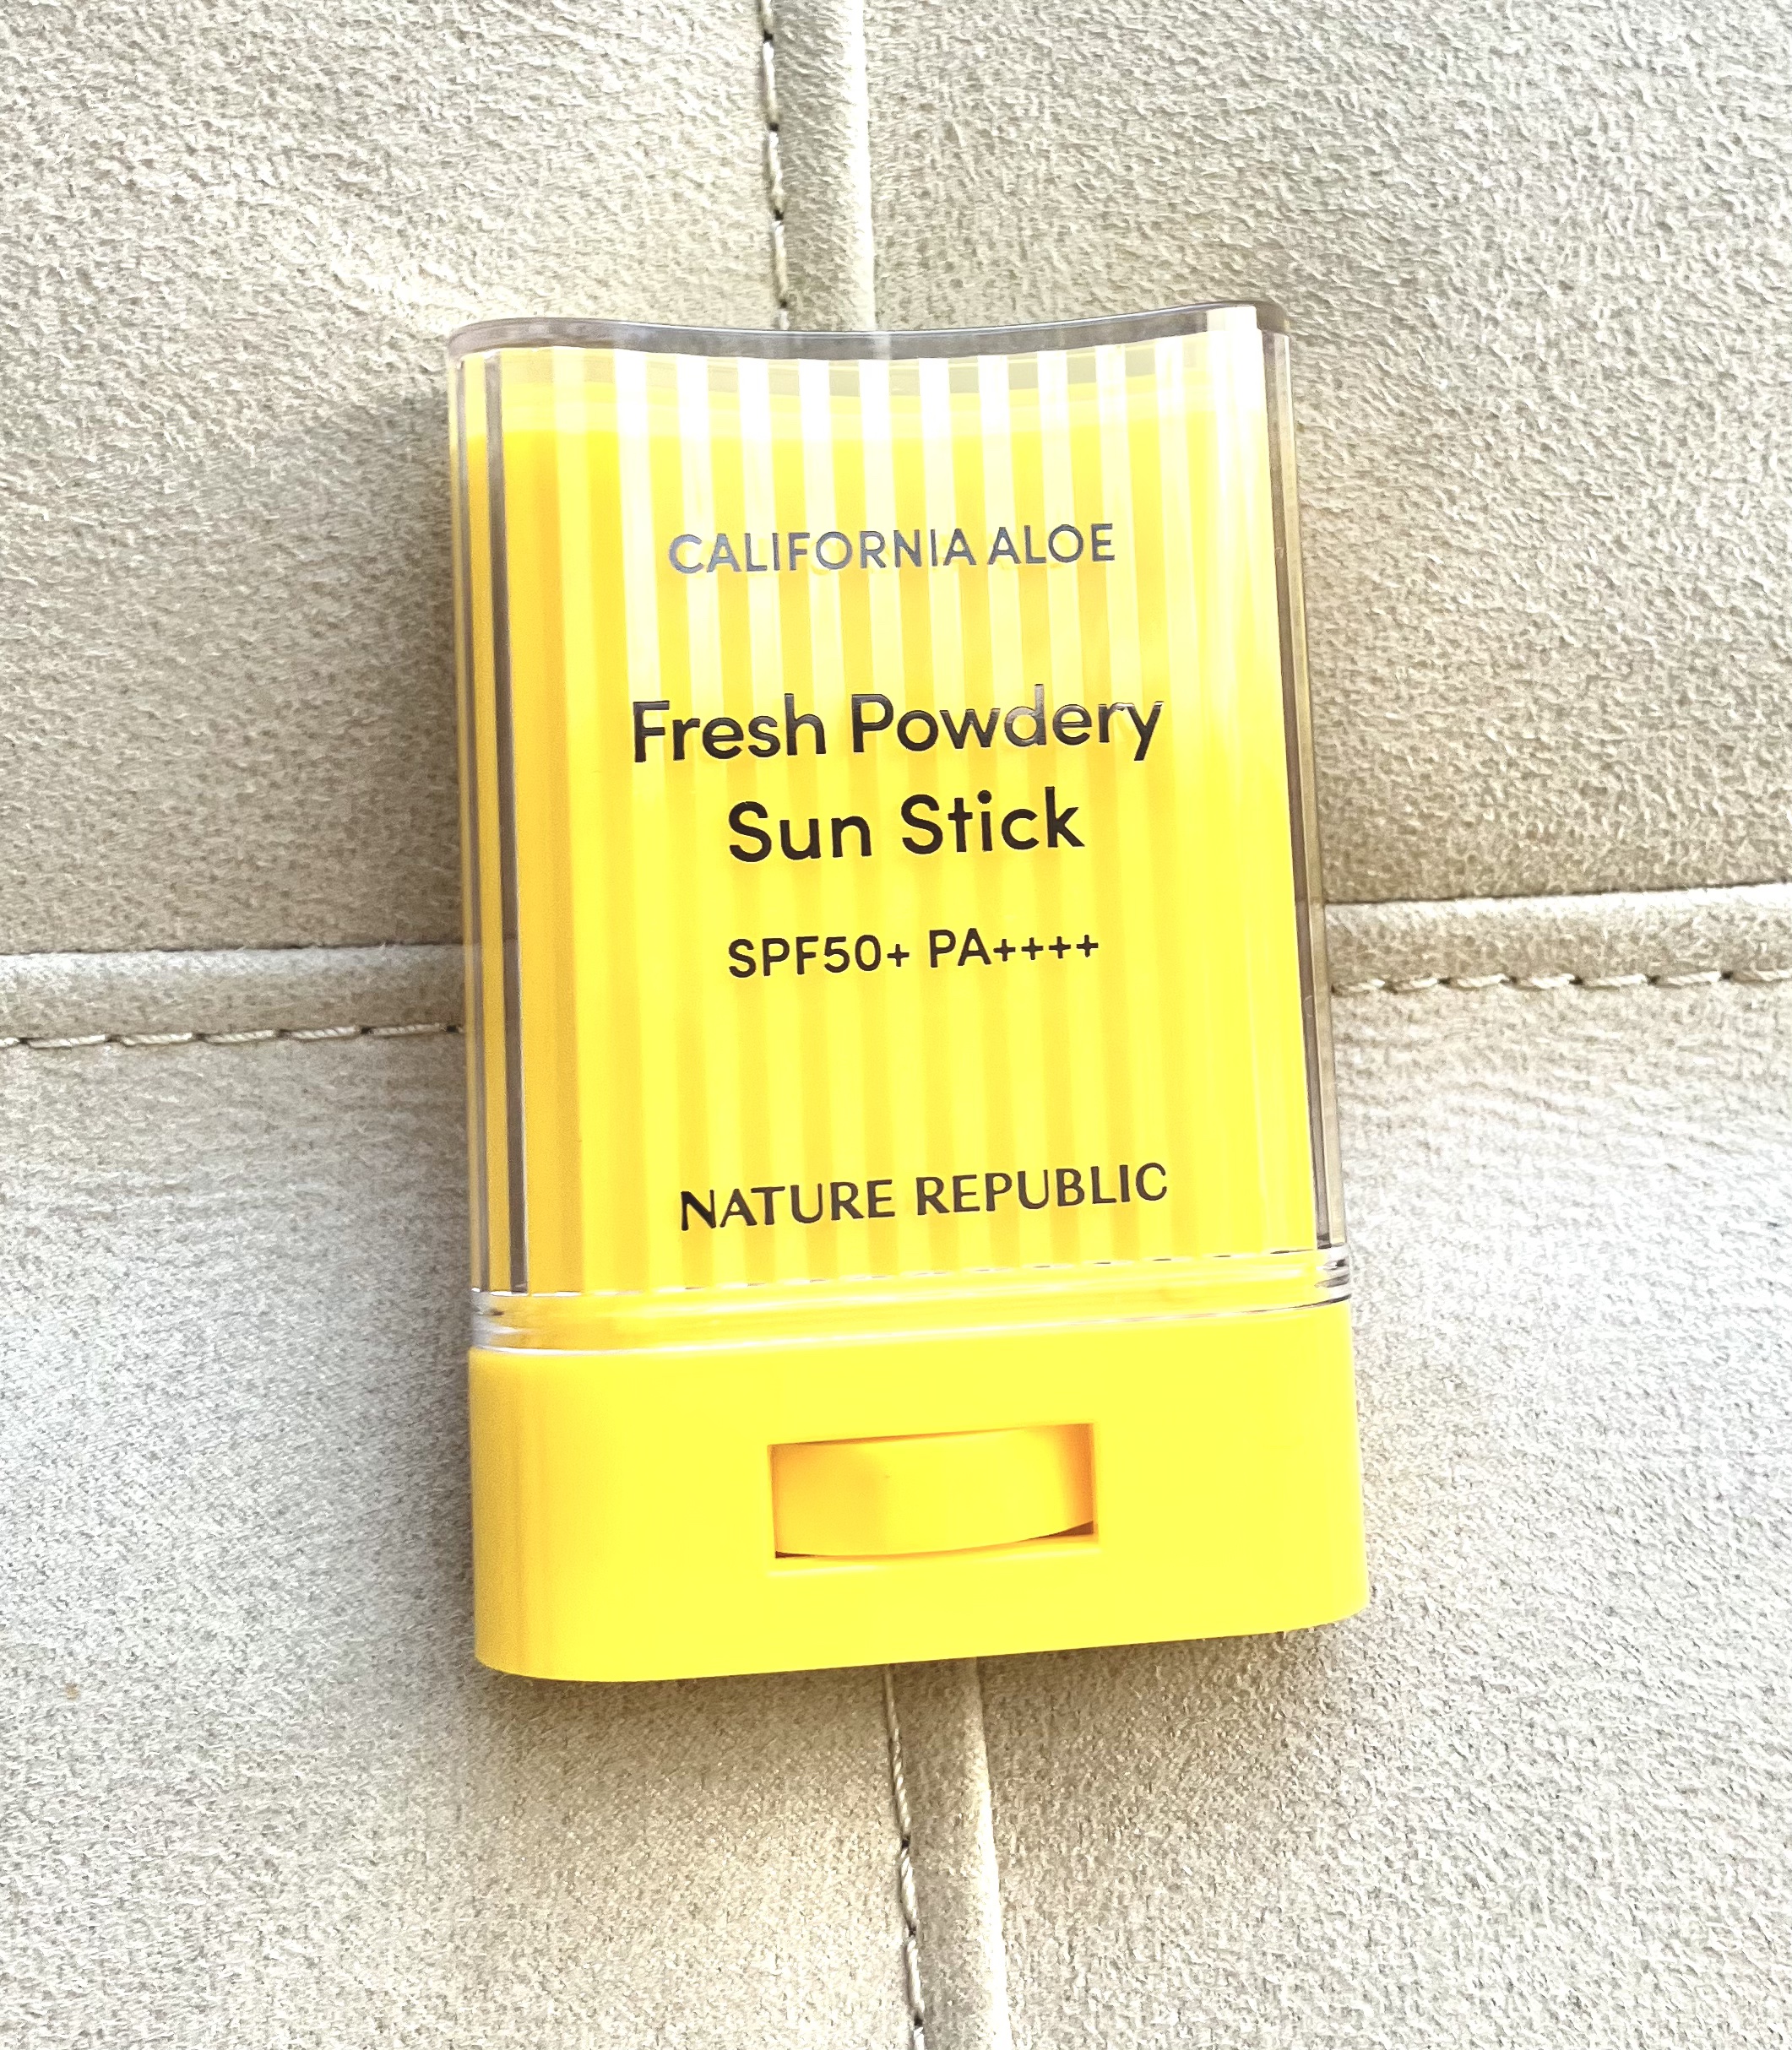 CALIFORNIA ALOE
Fresh Powdery
Sun Stick
SPF50+ PA++++
NATURE REPUBLIC